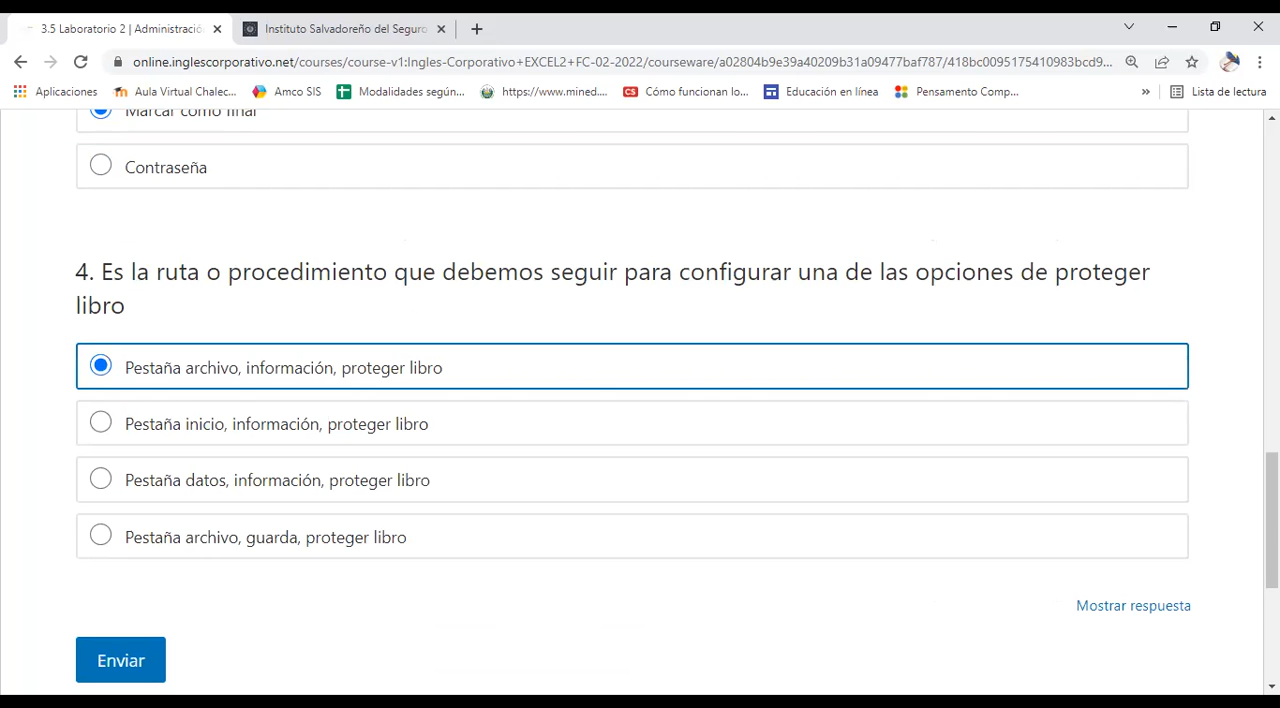 3.5 Laboratorio 2 | Administració
Instituto Salvadoreño del Seguro
online.inglescorporativo.net/courses/course-v1:Ingles-Corporativo+EXCEL2+FC-02-2022/courseware/a02804b9e39a40209b31a09477baf787/418bc0095175410983bcd9...
Aplicaciones
Aula Virtual Chalec...
Amco SIS
Modalidades según...
https://www.mined....
CS Cómo funcionan lo...
Educación en línea
Pensamento Comp...
»
Lista de lectura
Marcar como final
Contraseña
4. Es la ruta o procedimiento que debemos seguir para configurar una de las opciones de proteger
libro
Pestaña archivo, información, proteger libro
Pestaña inicio, información, proteger libro
Pestaña datos, información, proteger libro
Pestaña archivo, guarda, proteger libro
Mostrar respuesta
Enviar